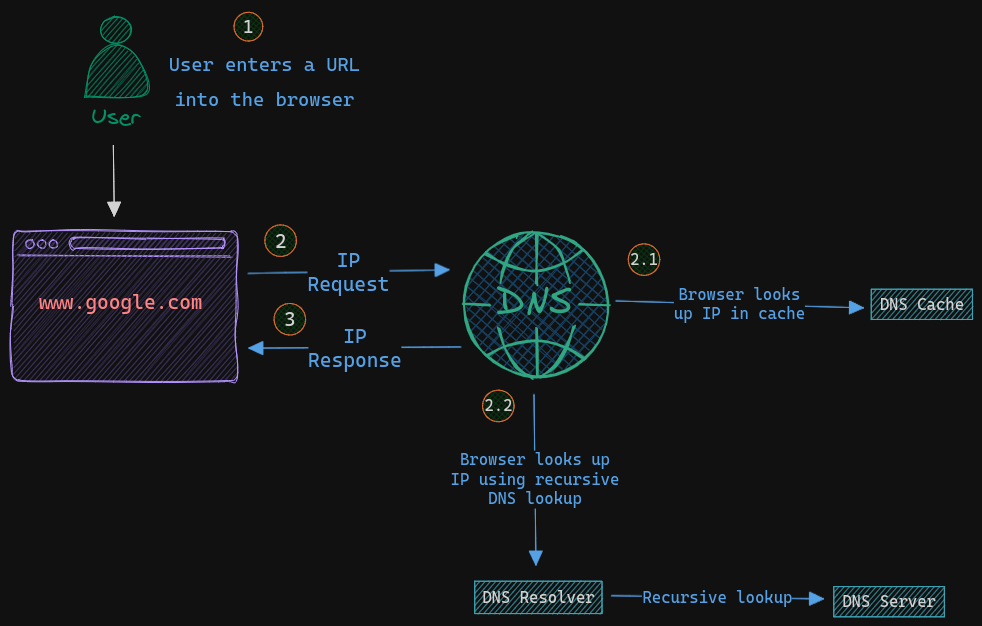 1
User enters a URL
into the browser
User
www.google.com
2
IP
Request
3
IP
Response
DNS
2.1
Browser looks
up IP in cache
DNS Cache
2.2
Browser looks up
IP using recursive
DNS lookup
DNS Resolver
Recursive lookup
DNS Server